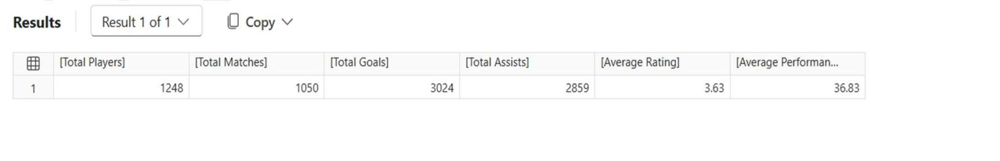 Results Result 1 of 1 Copy
[Total Players] [Total Matches] [Total Goals] [Total Assists] [Average Rating] [Average Performan...
1 1248 1050 3024 2859 3.63 36.83